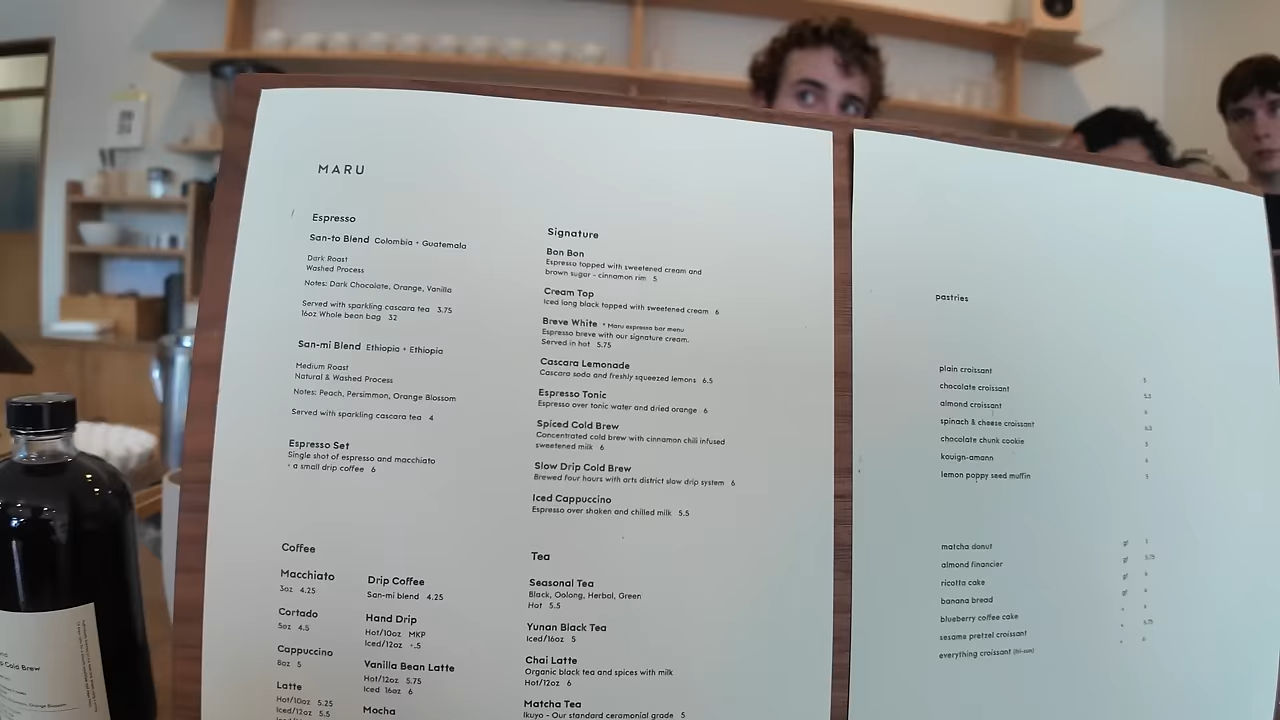 MARU
Espresso
San-to Blend Colombia + Guatemala
Dark Roast
Washed Process
Notes: Dark Chocolate, Orange, Vanilla
Served with sparkling cascara tea 3.75
16oz Whole bean bag 32
San-mi Blend Ethiopia + Ethiopia
Medium Roast
Natural & Washed Process
Notes: Peach, Persimmon, Orange Blossom
Served with sparkling cascara tea 4
Espresso Set
Single shot of espresso and macchiato
+ a small drip coffee 6
Signature
Bon Bon
Espresso topped with sweetened cream and
brown sugar - cinnamon rim 5
Cream Top
Iced long black topped with sweetened cream 6
Breve White * Maru espresso bar menu
Espresso breve with our signature cream.
Served in hot 5.75
Cascara Lemonade
Cascara soda and freshly squeezed lemons 6.5
Espresso Tonic
Espresso over tonic water and dried orange 6
Spiced Cold Brew
Concentrated cold brew with cinnamon chili infused
sweetened milk 6
Slow Drip Cold Brew
Brewed four hours with arts district slow drip system 6
Iced Cappuccino
Espresso over shaken and chilled milk 5.5
Coffee
Macchiato
3oz 4.25
Cortado
5oz 4.5
Cappuccino
8oz 5
Latte
Hot/10oz 5.25
Iced/12oz 5.5
Drip Coffee
San-mi blend 4.25
Hand Drip
Hot/10oz MKP
Iced/12oz +.5
Vanilla Bean Latte
Hot/12oz 5.75
Iced 16oz 6
Mocha
Tea
Seasonal Tea
Black, Oolong, Herbal, Green
Hot 5.5
Yunan Black Tea
Iced/16oz 5
Chai Latte
Organic black tea and spices with milk
Hot/12oz 6
Matcha Tea
Ikuyo - Our standard ceremonial grade 5
pastries
plain croissant
chocolate croissant
almond croissant
spinach & cheese croissant
chocolate chunk cookie
kouign-amann
lemon poppy seed muffin
matcha donut
almond financier
ricotta cake
banana bread
blueberry coffee cake
sesame pretzel croissant
everything croissant (fri-sun)
Cold Brew
Orange Blossom